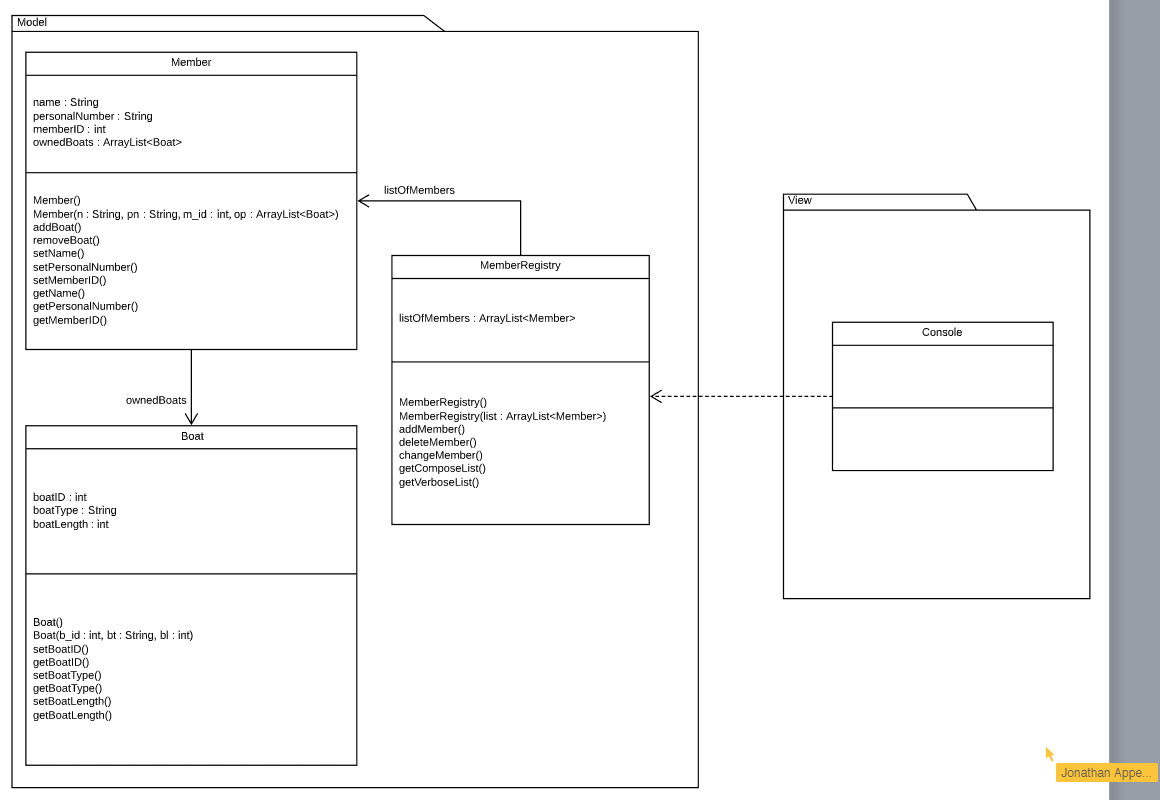 Model
Member
name : String
personalNumber : String
memberID : int
ownedBoats : ArrayList<Boat>
Member()
Member(n : String, pn : String, m_id : int, op : ArrayList<Boat>)
addBoat()
removeBoat()
setName()
setPersonalNumber()
setMemberID()
getName()
getPersonalNumber()
getMemberID()
ownedBoats
Boat
boatID : int
boatType : String
boatLength : int
Boat()
Boat(b_id : int, bt : String, bl : int)
setBoatID()
getBoatID()
setBoatType()
getBoatType()
setBoatLength()
getBoatLength()
listOfMembers
MemberRegistry
listOfMembers : ArrayList<Member>
MemberRegistry()
MemberRegistry(list : ArrayList<Member>)
addMember()
deleteMember()
changeMember()
getComposeList()
getVerboseList()
View
Console
Jonathan Appe...